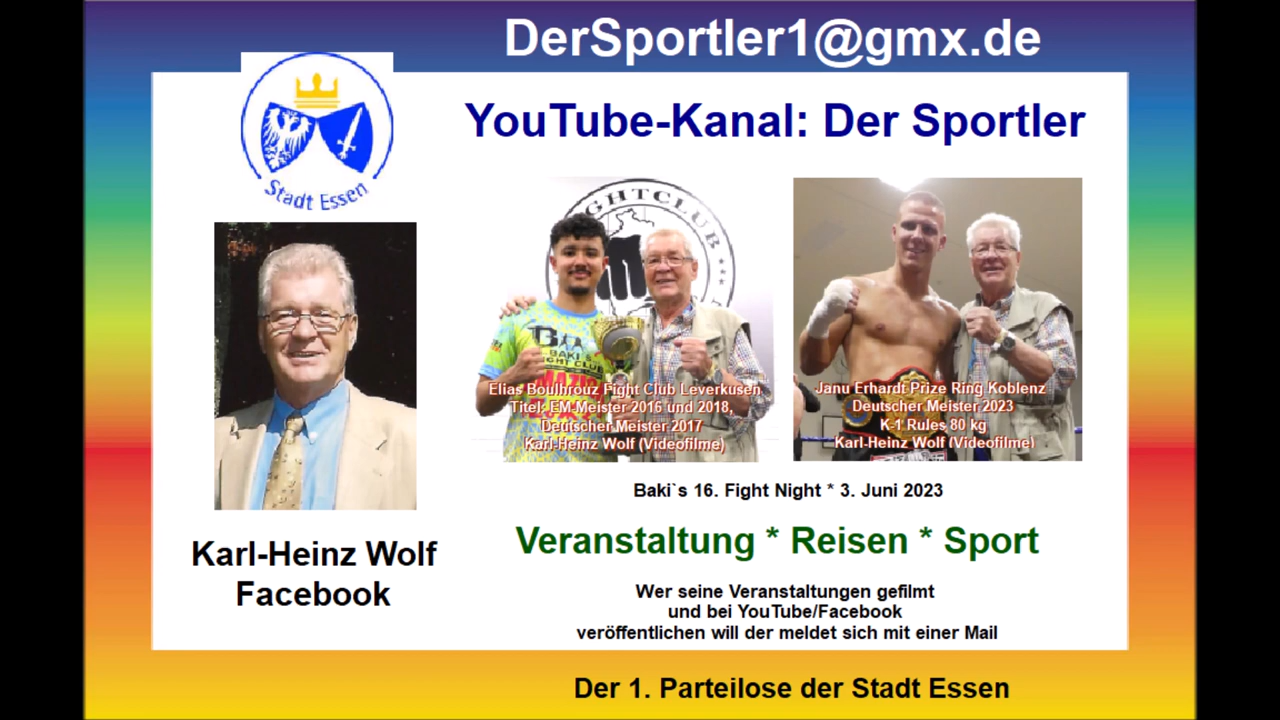 DerSportler1@gmx.de
Stadt Essen
YouTube-Kanal: Der Sportler
FIGHTCLUB
BAKI'S
FIGHT CLUB
Elias Boulhrouz Fight Club Leverkusen
Titel: EM-Meister 2016 und 2018,
Deutscher Meister 2017
Karl-Heinz Wolf (Videofilme)
Janu Erhardt Prize Ring Koblenz
Deutscher Meister 2023
K-1 Rules 80 kg
Karl-Heinz Wolf (Videofilme)
Baki`s 16. Fight Night * 3. Juni 2023
Karl-Heinz Wolf
Facebook
Veranstaltung * Reisen * Sport
Wer seine Veranstaltungen gefilmt
und bei YouTube/Facebook
veröffentlichen will der meldet sich mit einer Mail
Der 1. Parteilose der Stadt Essen